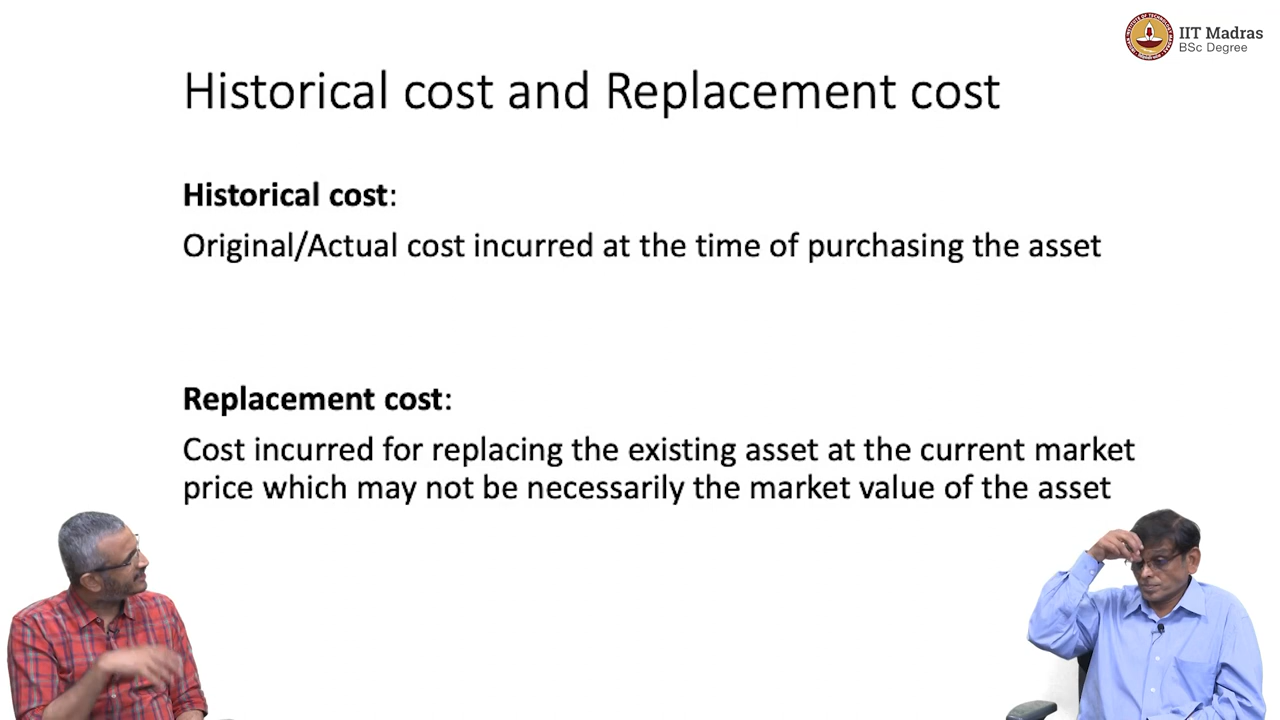 IIT Madras
BSc Degree
Historical cost and Replacement cost
Historical cost:
Original/Actual cost incurred at the time of purchasing the asset
Replacement cost:
Cost incurred for replacing the existing asset at the current market
price which may not be necessarily the market value of the asset